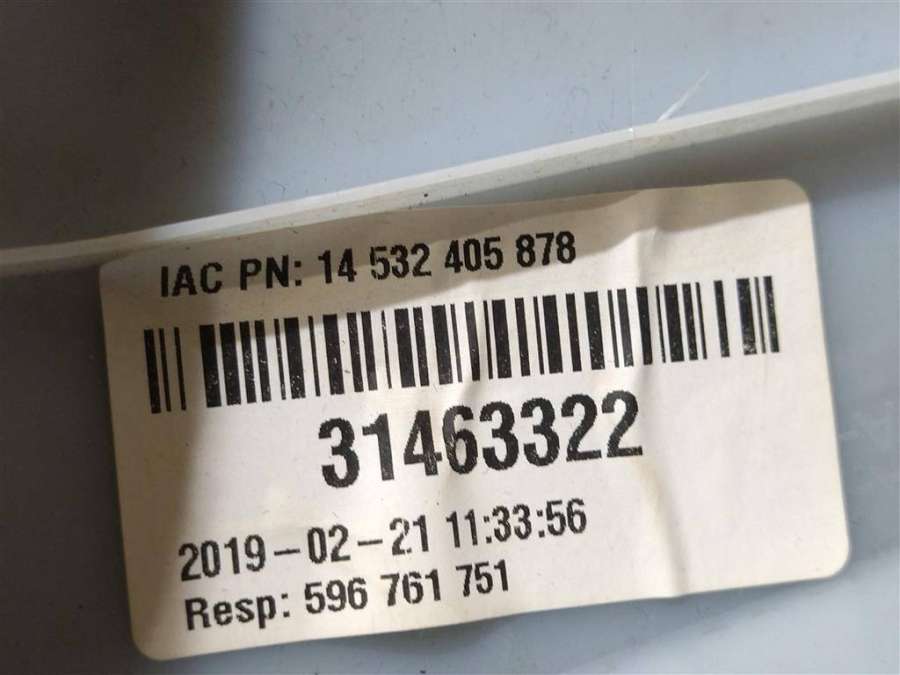 IAC PN: 14 532 405 878
31463322
2019-02-21 11:33:56
Resp: 596 761 751